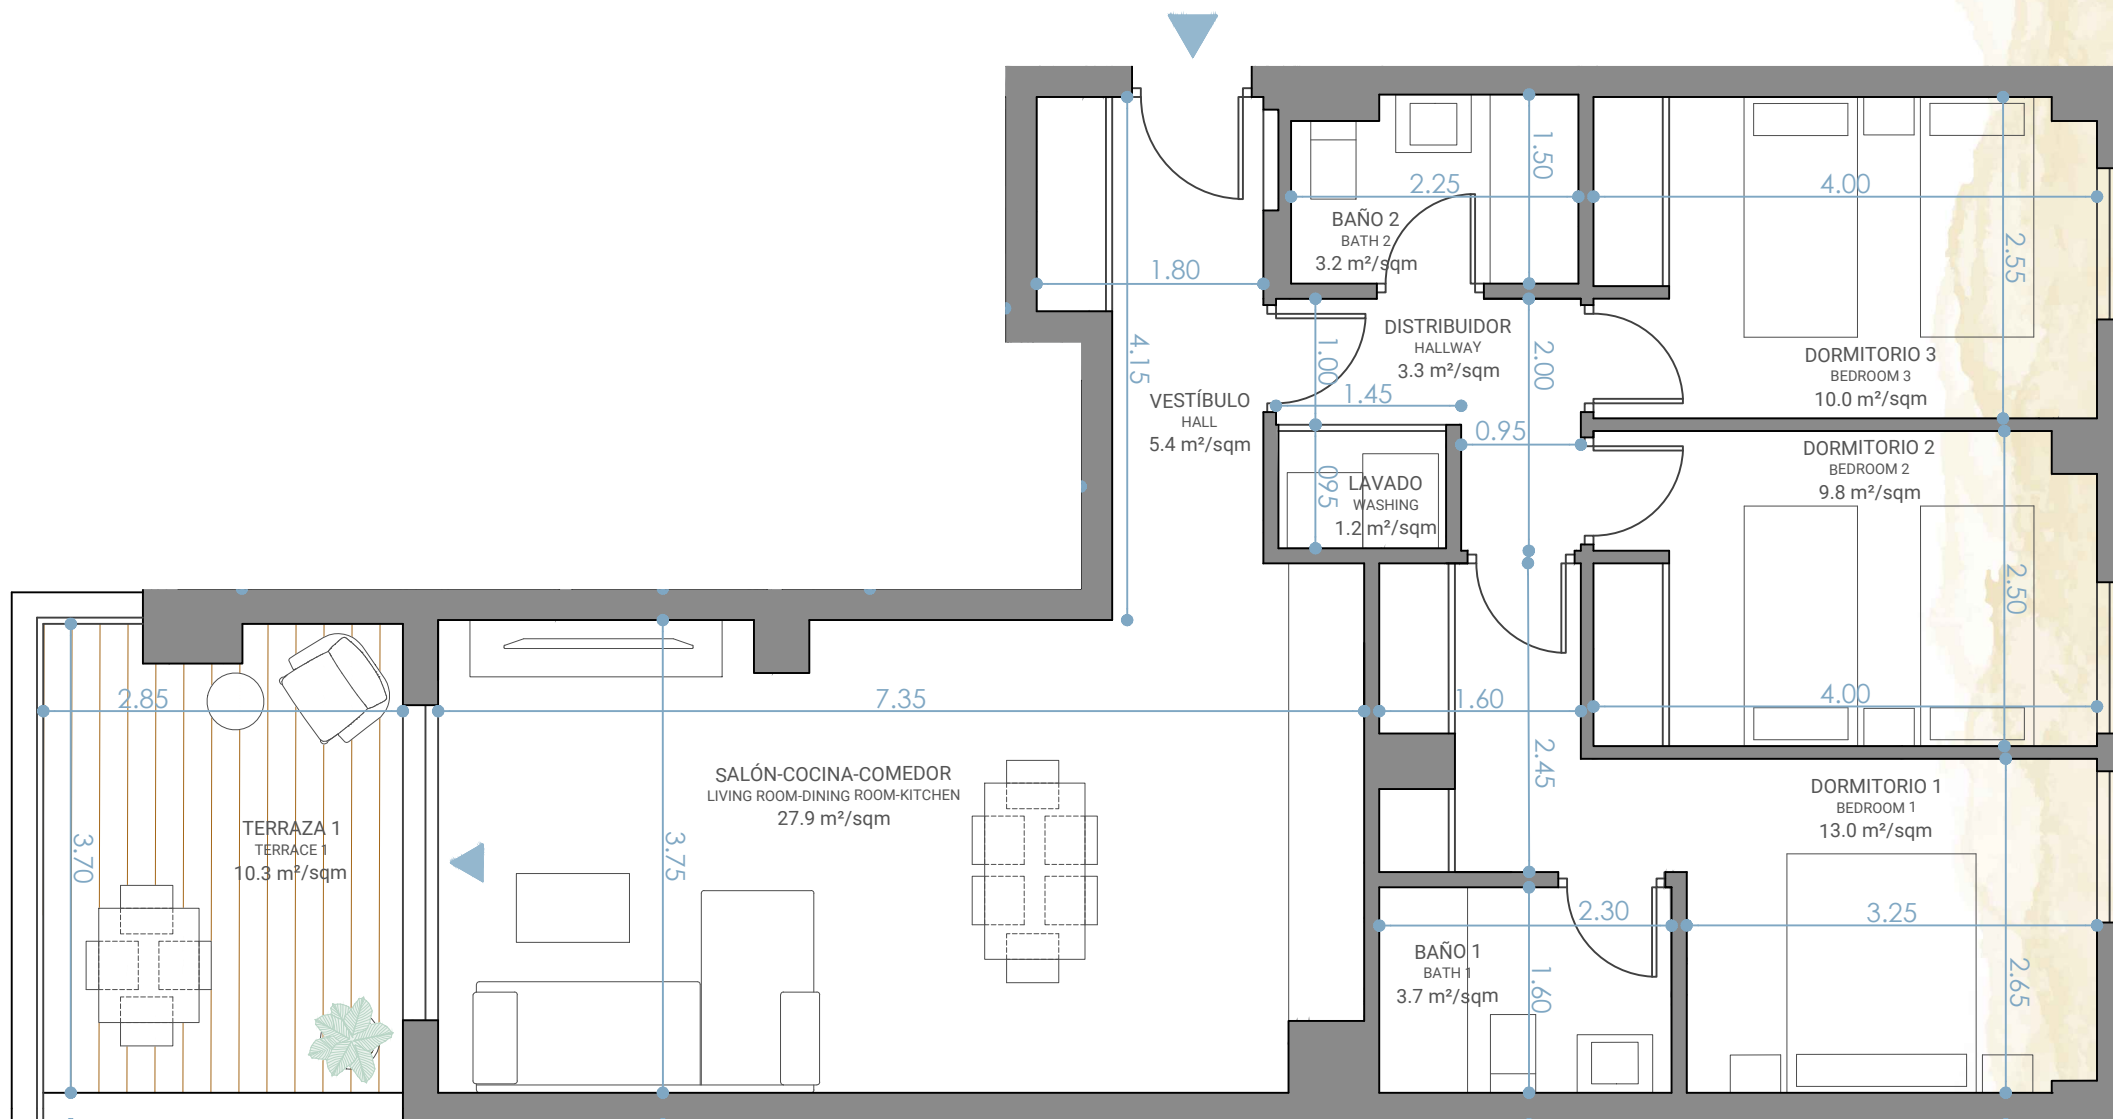 1.50
2.25
4.00
BAÑO 2
BATH 2
3.2 m²/sqm
2.55
1.80
DISTRIBUIDOR
HALLWAY
3.3 m²/sqm
4.15
1.00
2.00
DORMITORIO 3
BEDROOM 3
10.0 m²/sqm
VESTÍBULO
HALL
5.4 m²/sqm
1.45
0.95
DORMITORIO 2
BEDROOM 2
9.8 m²/sqm
095
LAVADO
WASHING
1.2 m²/sqm
2.50
2.85
7.35
1.60
4.00
2.45
SALÓN-COCINA-COMEDOR
LIVING ROOM-DINING ROOM-KITCHEN
27.9 m²/sqm
DORMITORIO 1
BEDROOM 1
13.0 m²/sqm
TERRAZA 1
TERRACE 1
10.3 m²/sqm
3.70
3.75
2.30
3.25
BAÑO 1
BATH 1
3.7 m²/sqm
1.60
2.65